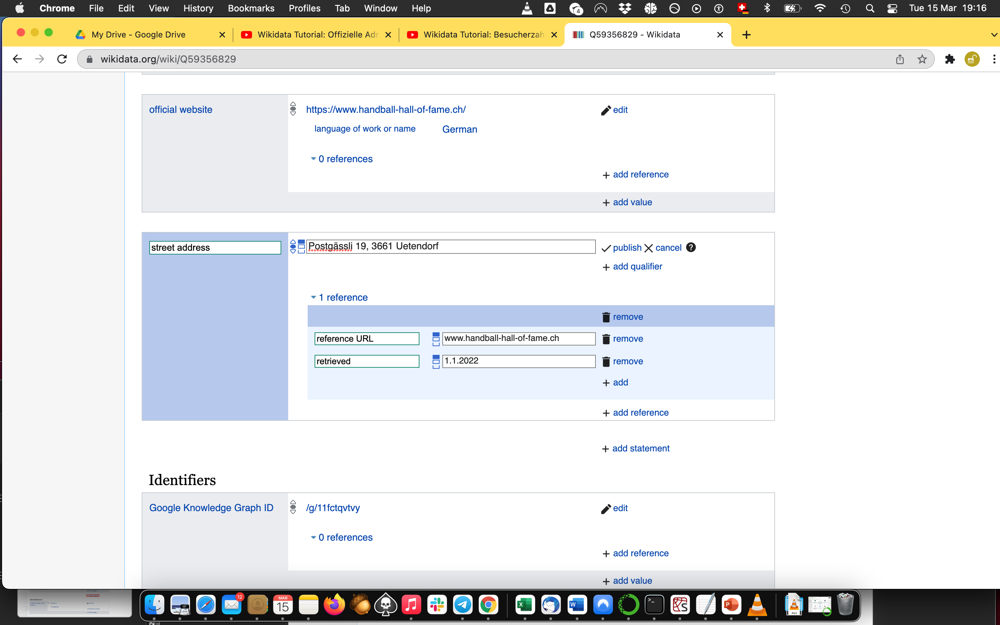 Chrome File Edit View History Bookmarks Profiles Tab Window Help 4 Tue 15 Mar 19:16
My Drive - Google Drive Wikidata Tutorial: Offizielle Adr Wikidata Tutorial: Besucherzah Q59356829 - Wikidata
wikidata.org/wiki/Q59356829
official website https://www.handball-hall-of-fame.ch/ edit
language of work or name German
0 references
+ add reference
+ add value
street address Postgässli 19, 3661 Uetendorf publish cancel ?
+ add qualifier
1 reference
remove
reference URL www.handball-hall-of-fame.ch remove
retrieved 1.1.2022 remove
+ add
+ add reference
+ add statement
Identifiers
Google Knowledge Graph ID /g/11fctqvtvy edit
0 references
+ add reference
+ add value
12 MAR 15 X W P AVI